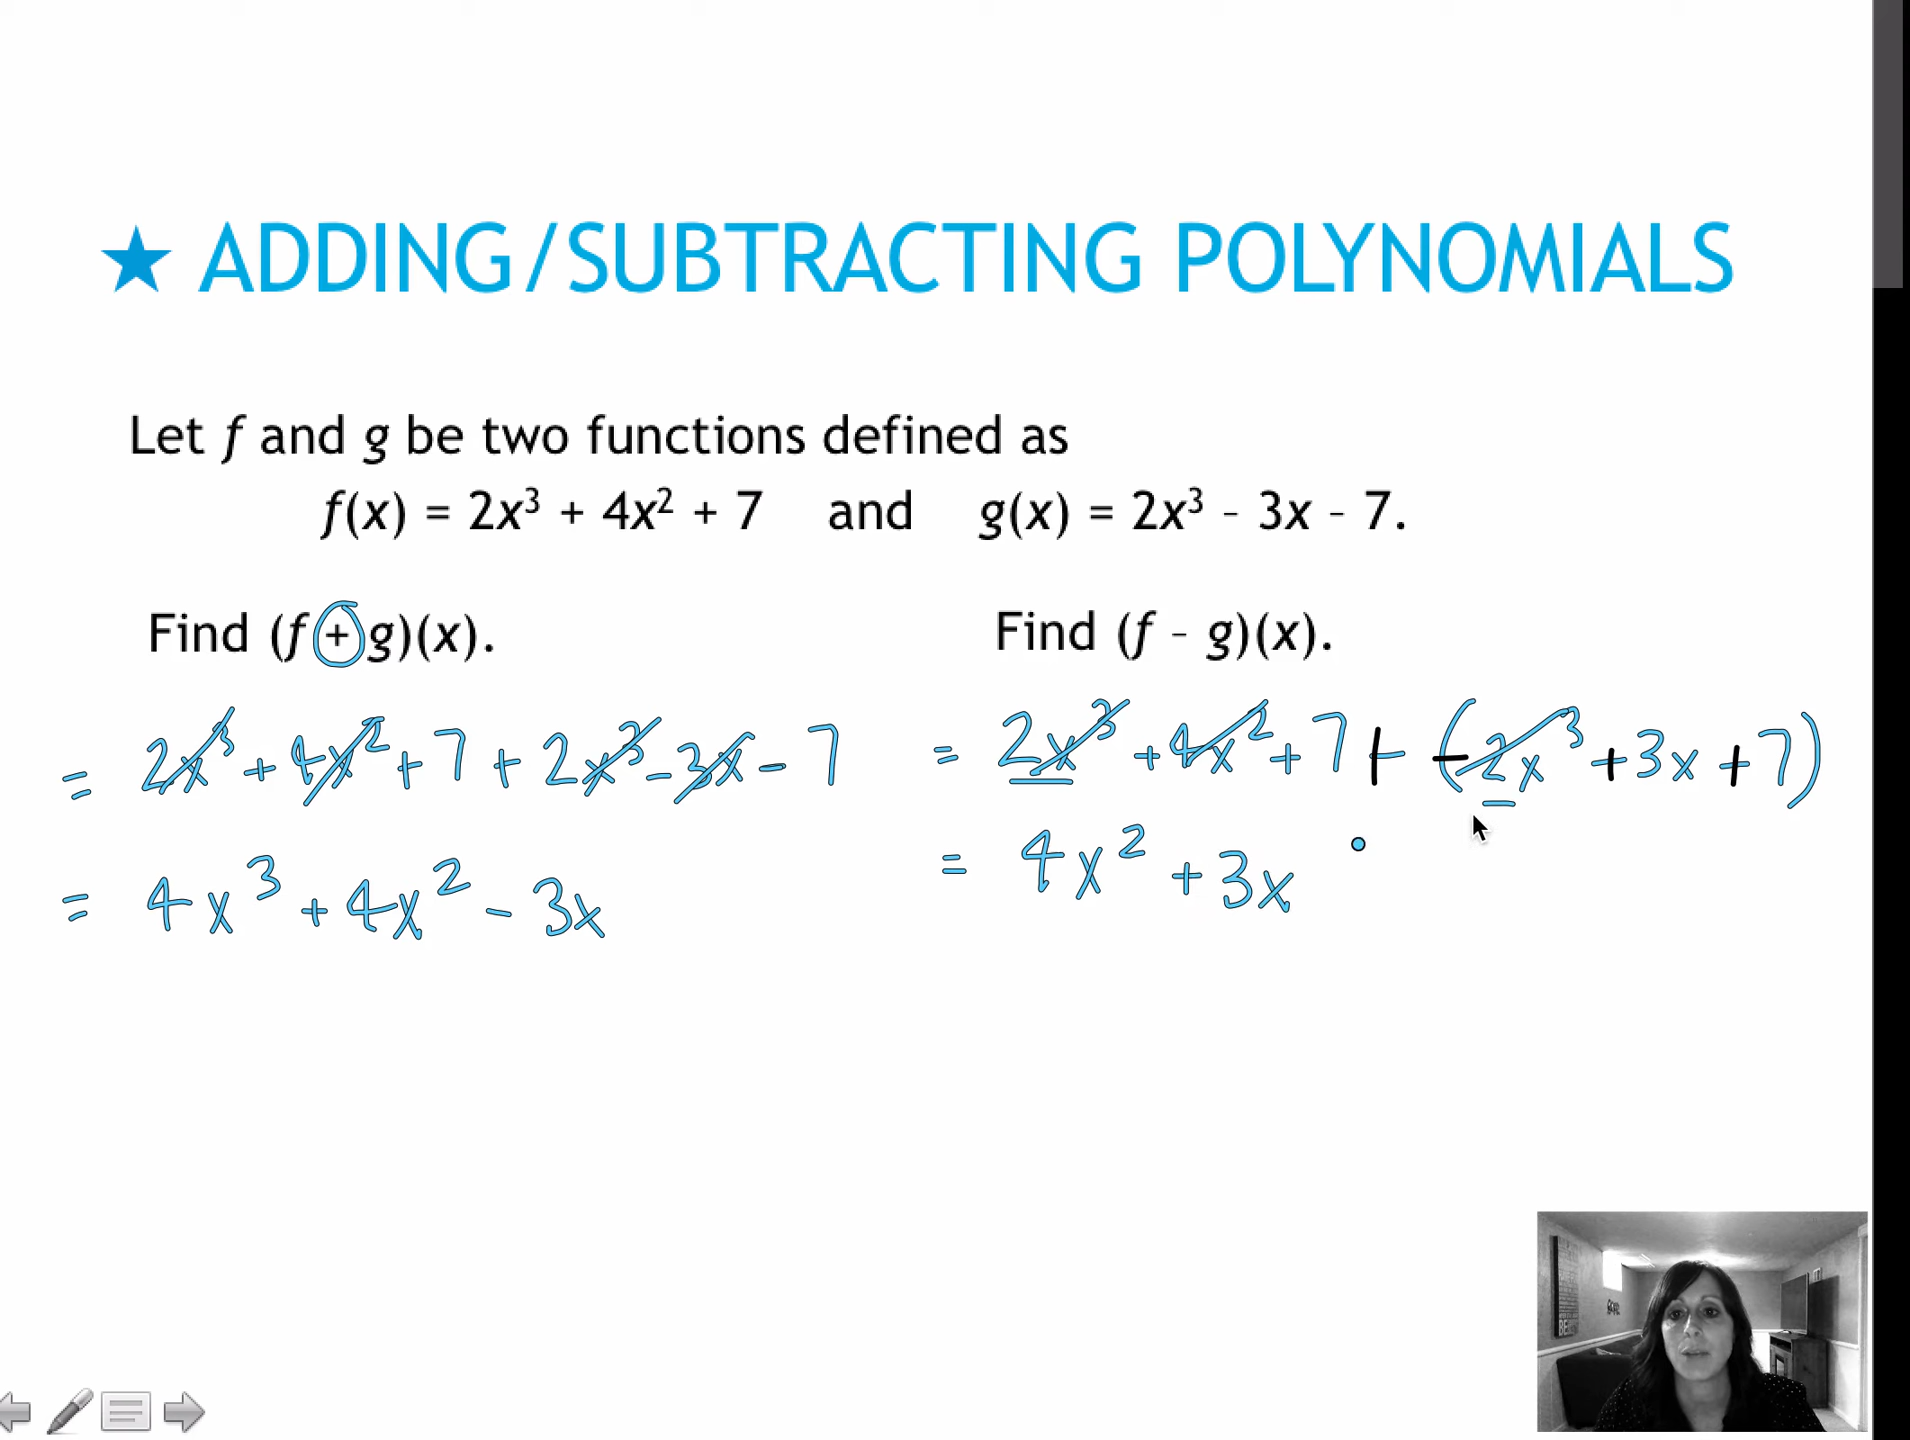 ★ ADDING/SUBTRACTING POLYNOMIALS
Let f and g be two functions defined as
f(x) = 2x³ + 4x² + 7 and g(x) = 2x³ – 3x – 7.
Find (f + g)(x).
= 2x³ + 4x² + 7 + 2x³ - 3x - 7
= 4x³ + 4x² - 3x
Find (f – g)(x).
= 2x³ + 4x² + 7 + (-2x³ + 3x + 7)
= 4x² + 3x